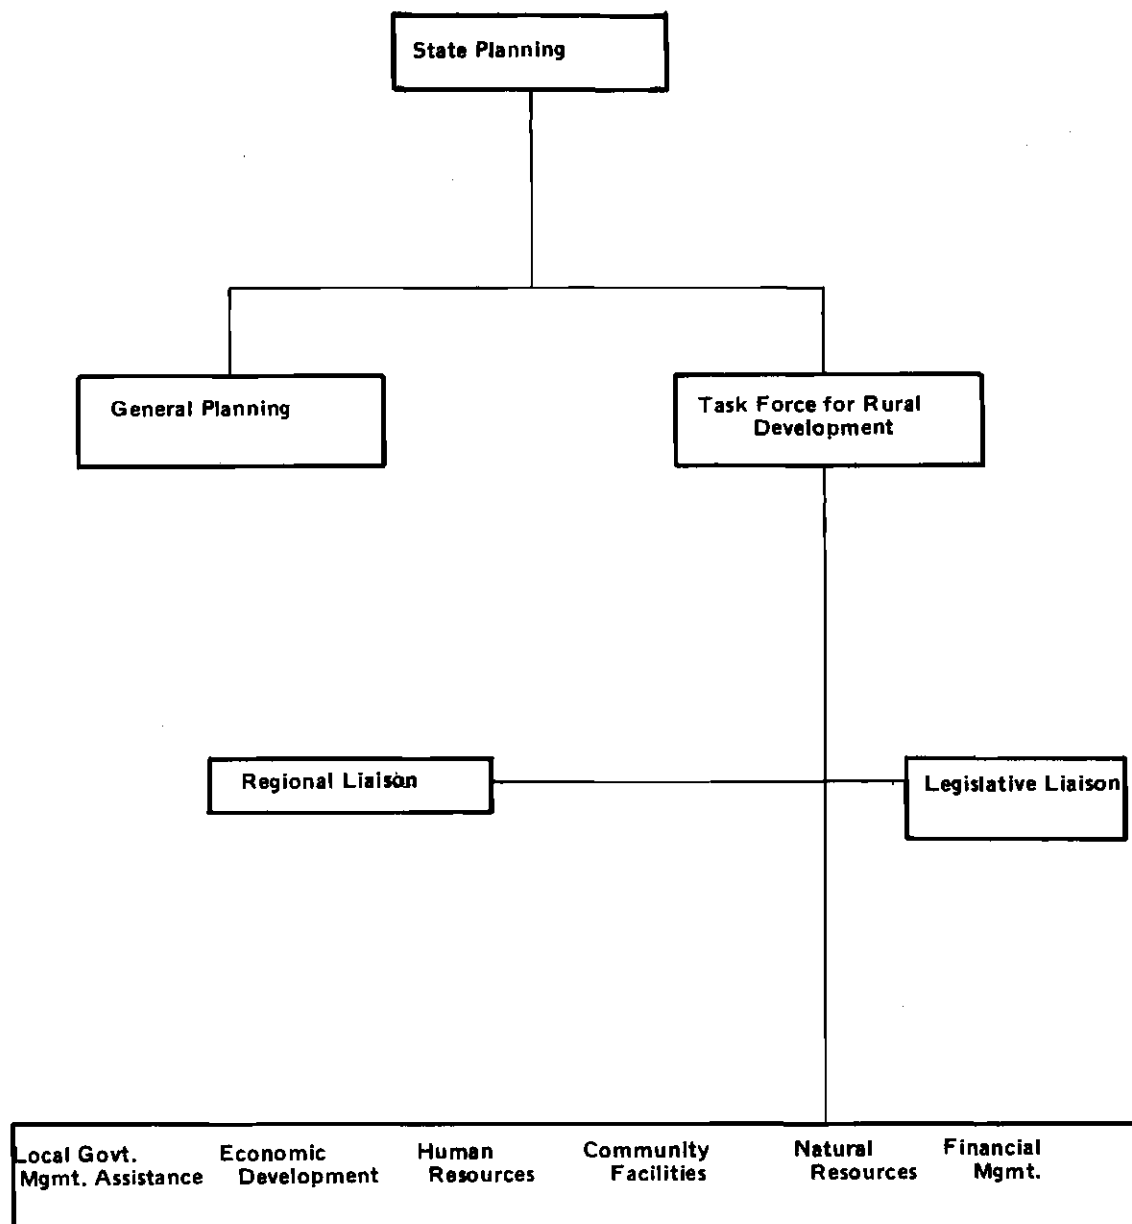 State Planning
General Planning
Task Force for Rural
Development
Regional Liaison
Legislative Liaison
Local Govt.
Mgmt. Assistance
Economic
Development
Human
Resources
Community
Facilities
Natural
Resources
Financial
Mgmt.